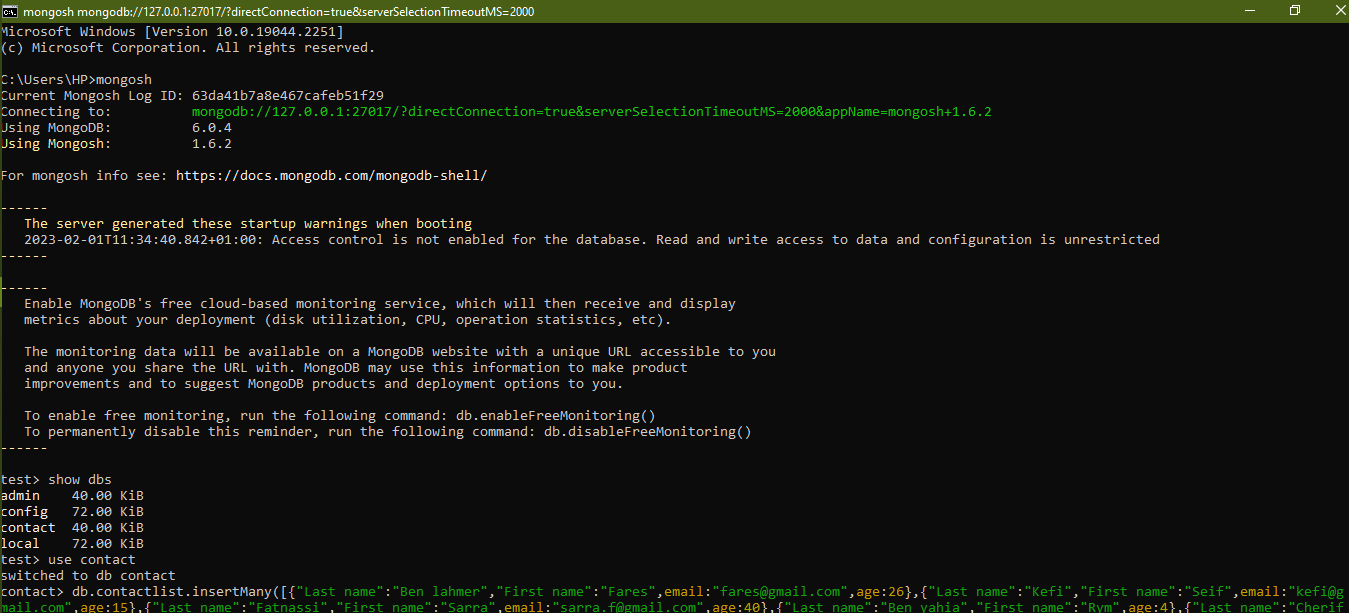 mongosh mongodb://127.0.0.1:27017/?directConnection=true&serverSelectionTimeoutMS=2000
Microsoft Windows [Version 10.0.19044.2251]
(c) Microsoft Corporation. All rights reserved.
C:\Users\HP>mongosh
Current Mongosh Log ID: 63da41b7a8e467cafeb51f29
Connecting to: mongodb://127.0.0.1:27017/?directConnection=true&serverSelectionTimeoutMS=2000&appName=mongosh+1.6.2
Using MongoDB: 6.0.4
Using Mongosh: 1.6.2
For mongosh info see: https://docs.mongodb.com/mongodb-shell/
------
The server generated these startup warnings when booting
2023-02-01T11:34:40.842+01:00: Access control is not enabled for the database. Read and write access to data and configuration is unrestricted
------
------
Enable MongoDB's free cloud-based monitoring service, which will then receive and display
metrics about your deployment (disk utilization, CPU, operation statistics, etc).
The monitoring data will be available on a MongoDB website with a unique URL accessible to you
and anyone you share the URL with. MongoDB may use this information to make product
improvements and to suggest MongoDB products and deployment options to you.
To enable free monitoring, run the following command: db.enableFreeMonitoring()
To permanently disable this reminder, run the following command: db.disableFreeMonitoring()
------
test> show dbs
admin 40.00 KiB
config 72.00 KiB
contact 40.00 KiB
local 72.00 KiB
test> use contact
switched to db contact
contact> db.contactlist.insertMany([{"Last name":"Ben lahmer","First name":"Fares",email:"fares@gmail.com",age:26},{"Last name":"Kefi","First name":"Seif",email:"kefi@g
mail.com",age:15},{"Last name":"Fatnassi","First name":"Sarra",email:"sarra.f@gmail.com",age:40},{"Last name":"Ben yahia","First name":"Rym",age:4},{"Last name":"Cherif